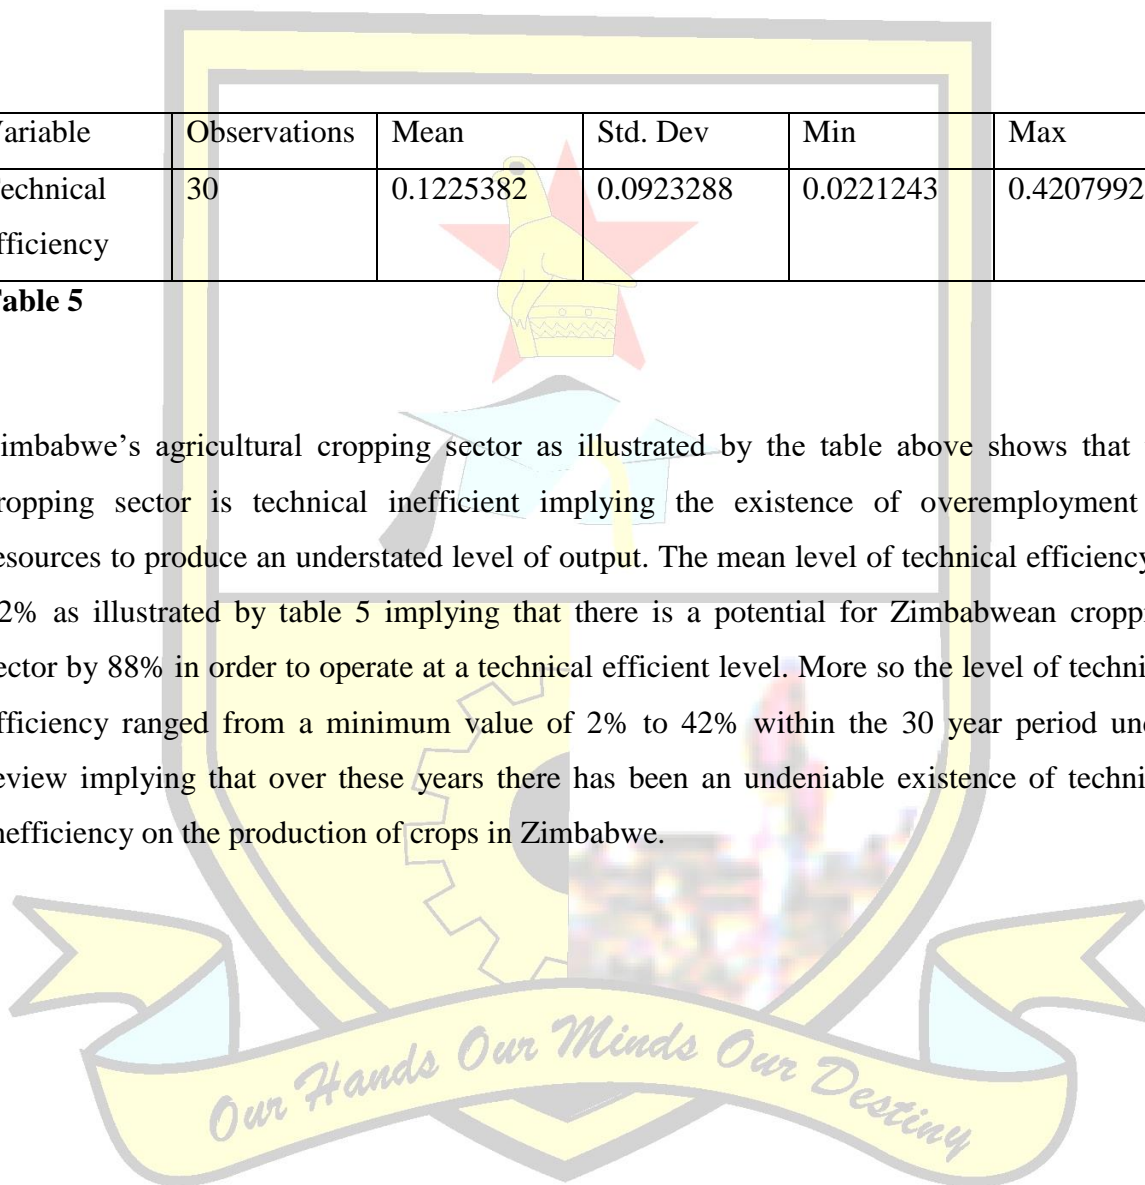 ariable Observations Mean Std. Dev Min Max
echnical 30 0.1225382 0.0923288 0.0221243 0.4207992
fficiency
able 5
imbabwe's agricultural cropping sector as illustrated by the table above shows that
ropping sector is technical inefficient implying the existence of overemployment
esources to produce an understated level of output. The mean level of technical efficiency
2% as illustrated by table 5 implying that there is a potential for Zimbabwean croppi
ector by 88% in order to operate at a technical efficient level. More so the level of techni
fficiency ranged from a minimum value of 2% to 42% within the 30 year period und
eview implying that over these years there has been an undeniable existence of techni
nefficiency on the production of crops in Zimbabwe.
Our Hands Our Minds Our Destiny